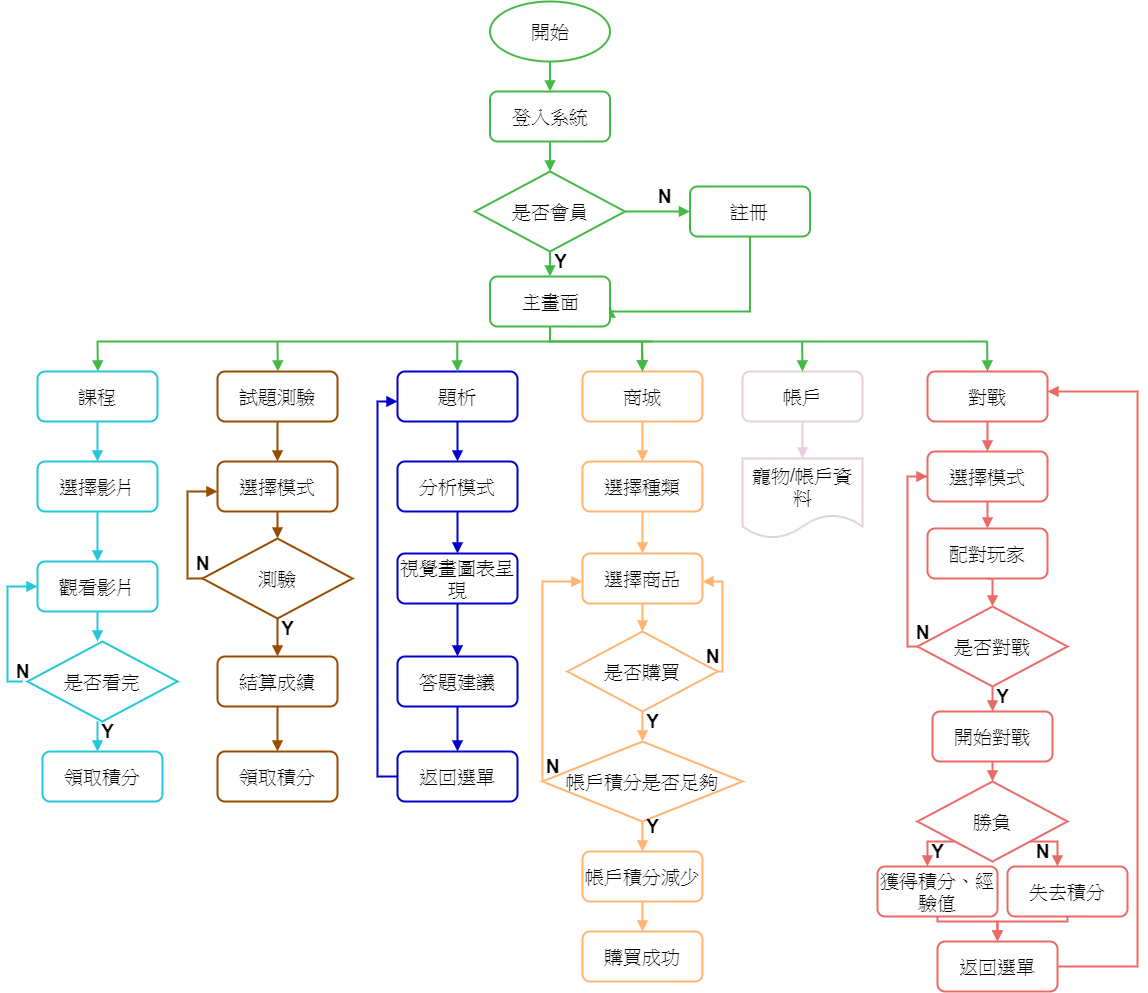 開始
登入系統
是否會員
N
註冊
Y
主畫面
課程
選擇影片
觀看影片
N
是否看完
Y
領取積分
試題測驗
選擇模式
N
測驗
Y
結算成績
領取積分
題析
分析模式
視覺畫圖表呈
現
答題建議
返回選單
商城
選擇種類
選擇商品
是否購買
N
Y
N
帳戶積分是否足夠
Y
帳戶積分減少
購買成功
帳戶
寵物/帳戶資
料
對戰
選擇模式
配對玩家
N
是否對戰
Y
開始對戰
勝負
Y
N
獲得積分、經
驗值
失去積分
返回選單